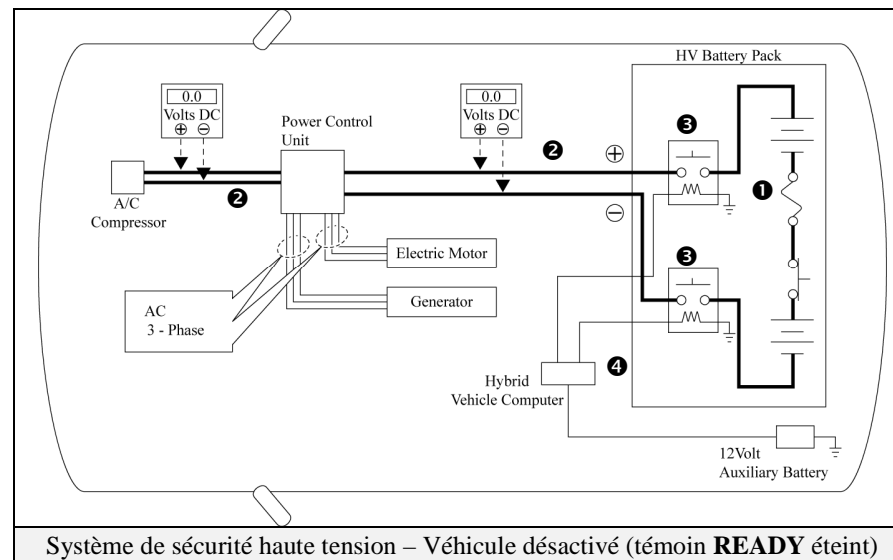 HV Battery Pack
0.0
Volts DC
⊕ ⊖
Power Control
Unit
0.0
Volts DC
⊕ ⊖
❸
❷
⊕
❶
A/C
Compressor
❷
⊖
Electric Motor
❸
AC
3 - Phase
Generator
❹
Hybrid
Vehicle Computer
12Volt
Auxiliary Battery
Système de sécurité haute tension – Véhicule désactivé (témoin READY éteint)